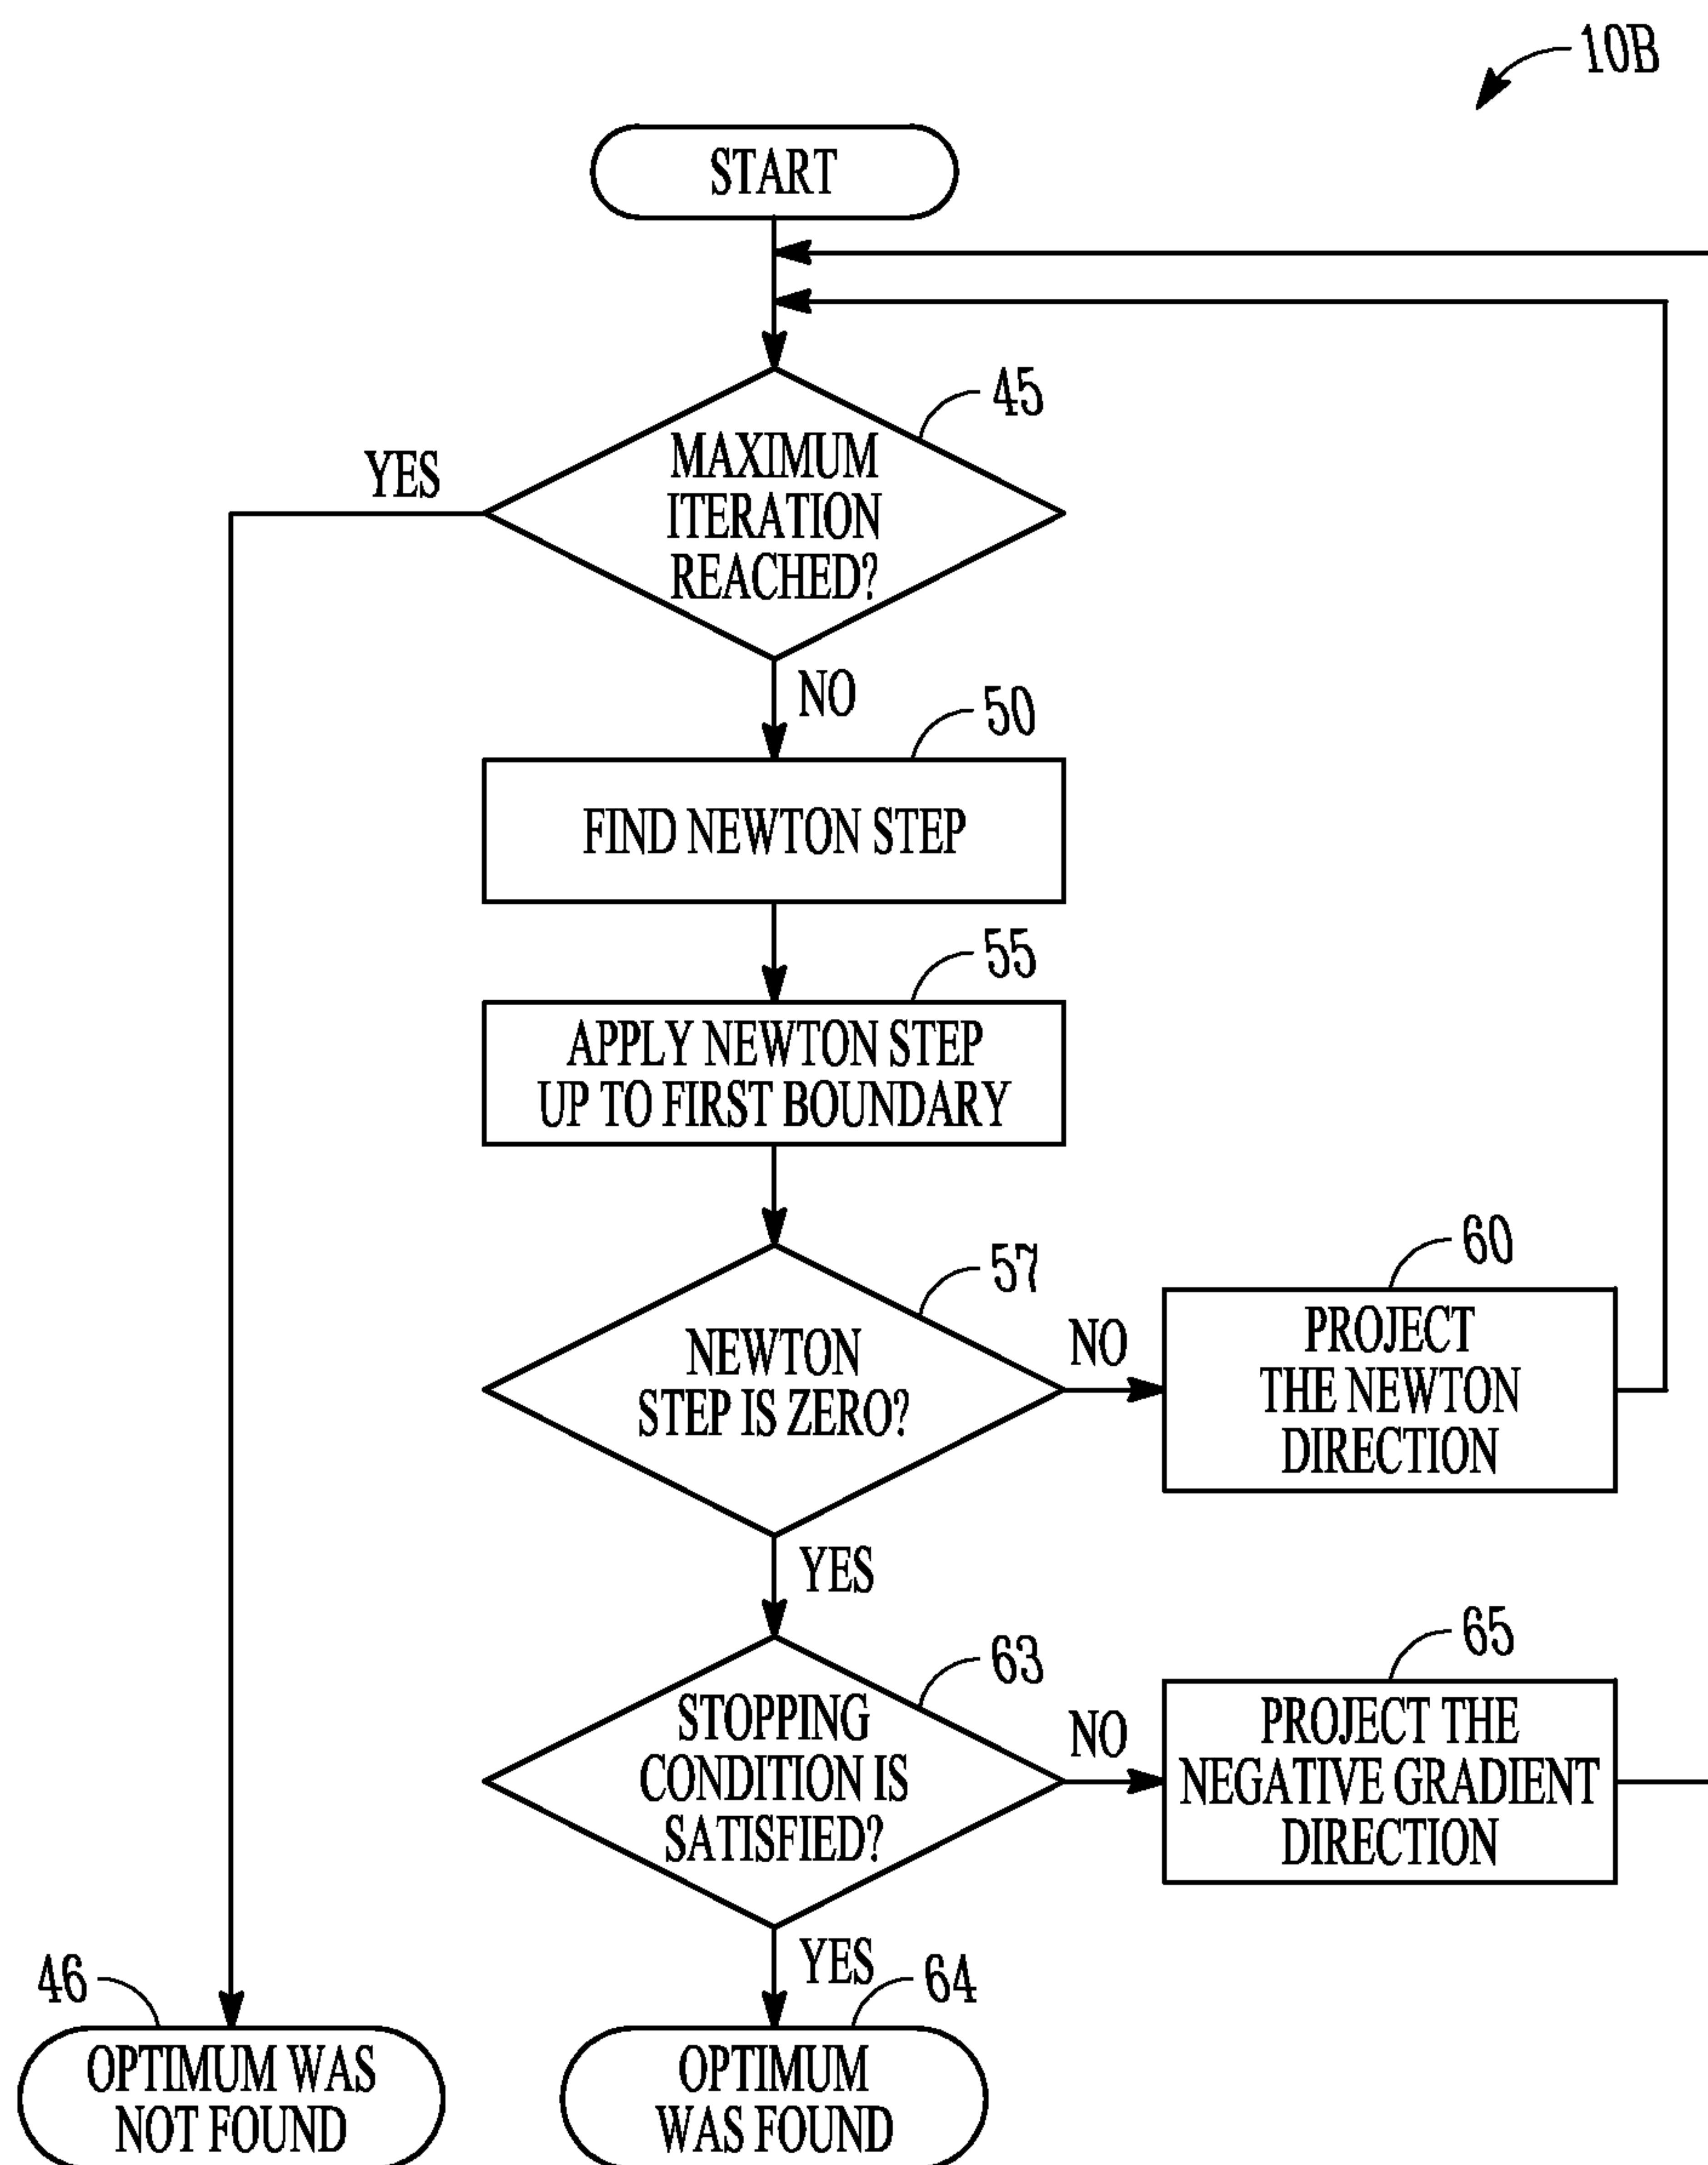 10B
START
45
YES
MAXIMUM
ITERATION
REACHED?
NO
50
FIND NEWTON STEP
55
APPLY NEWTON STEP
UP TO FIRST BOUNDARY
57
NEWTON
STEP IS ZERO?
NO
60
PROJECT
THE NEWTON
DIRECTION
YES
63
STOPPING
CONDITION IS
SATISFIED?
NO
65
PROJECT THE
NEGATIVE GRADIENT
DIRECTION
YES
46
OPTIMUM WAS
NOT FOUND
64
OPTIMUM
WAS FOUND